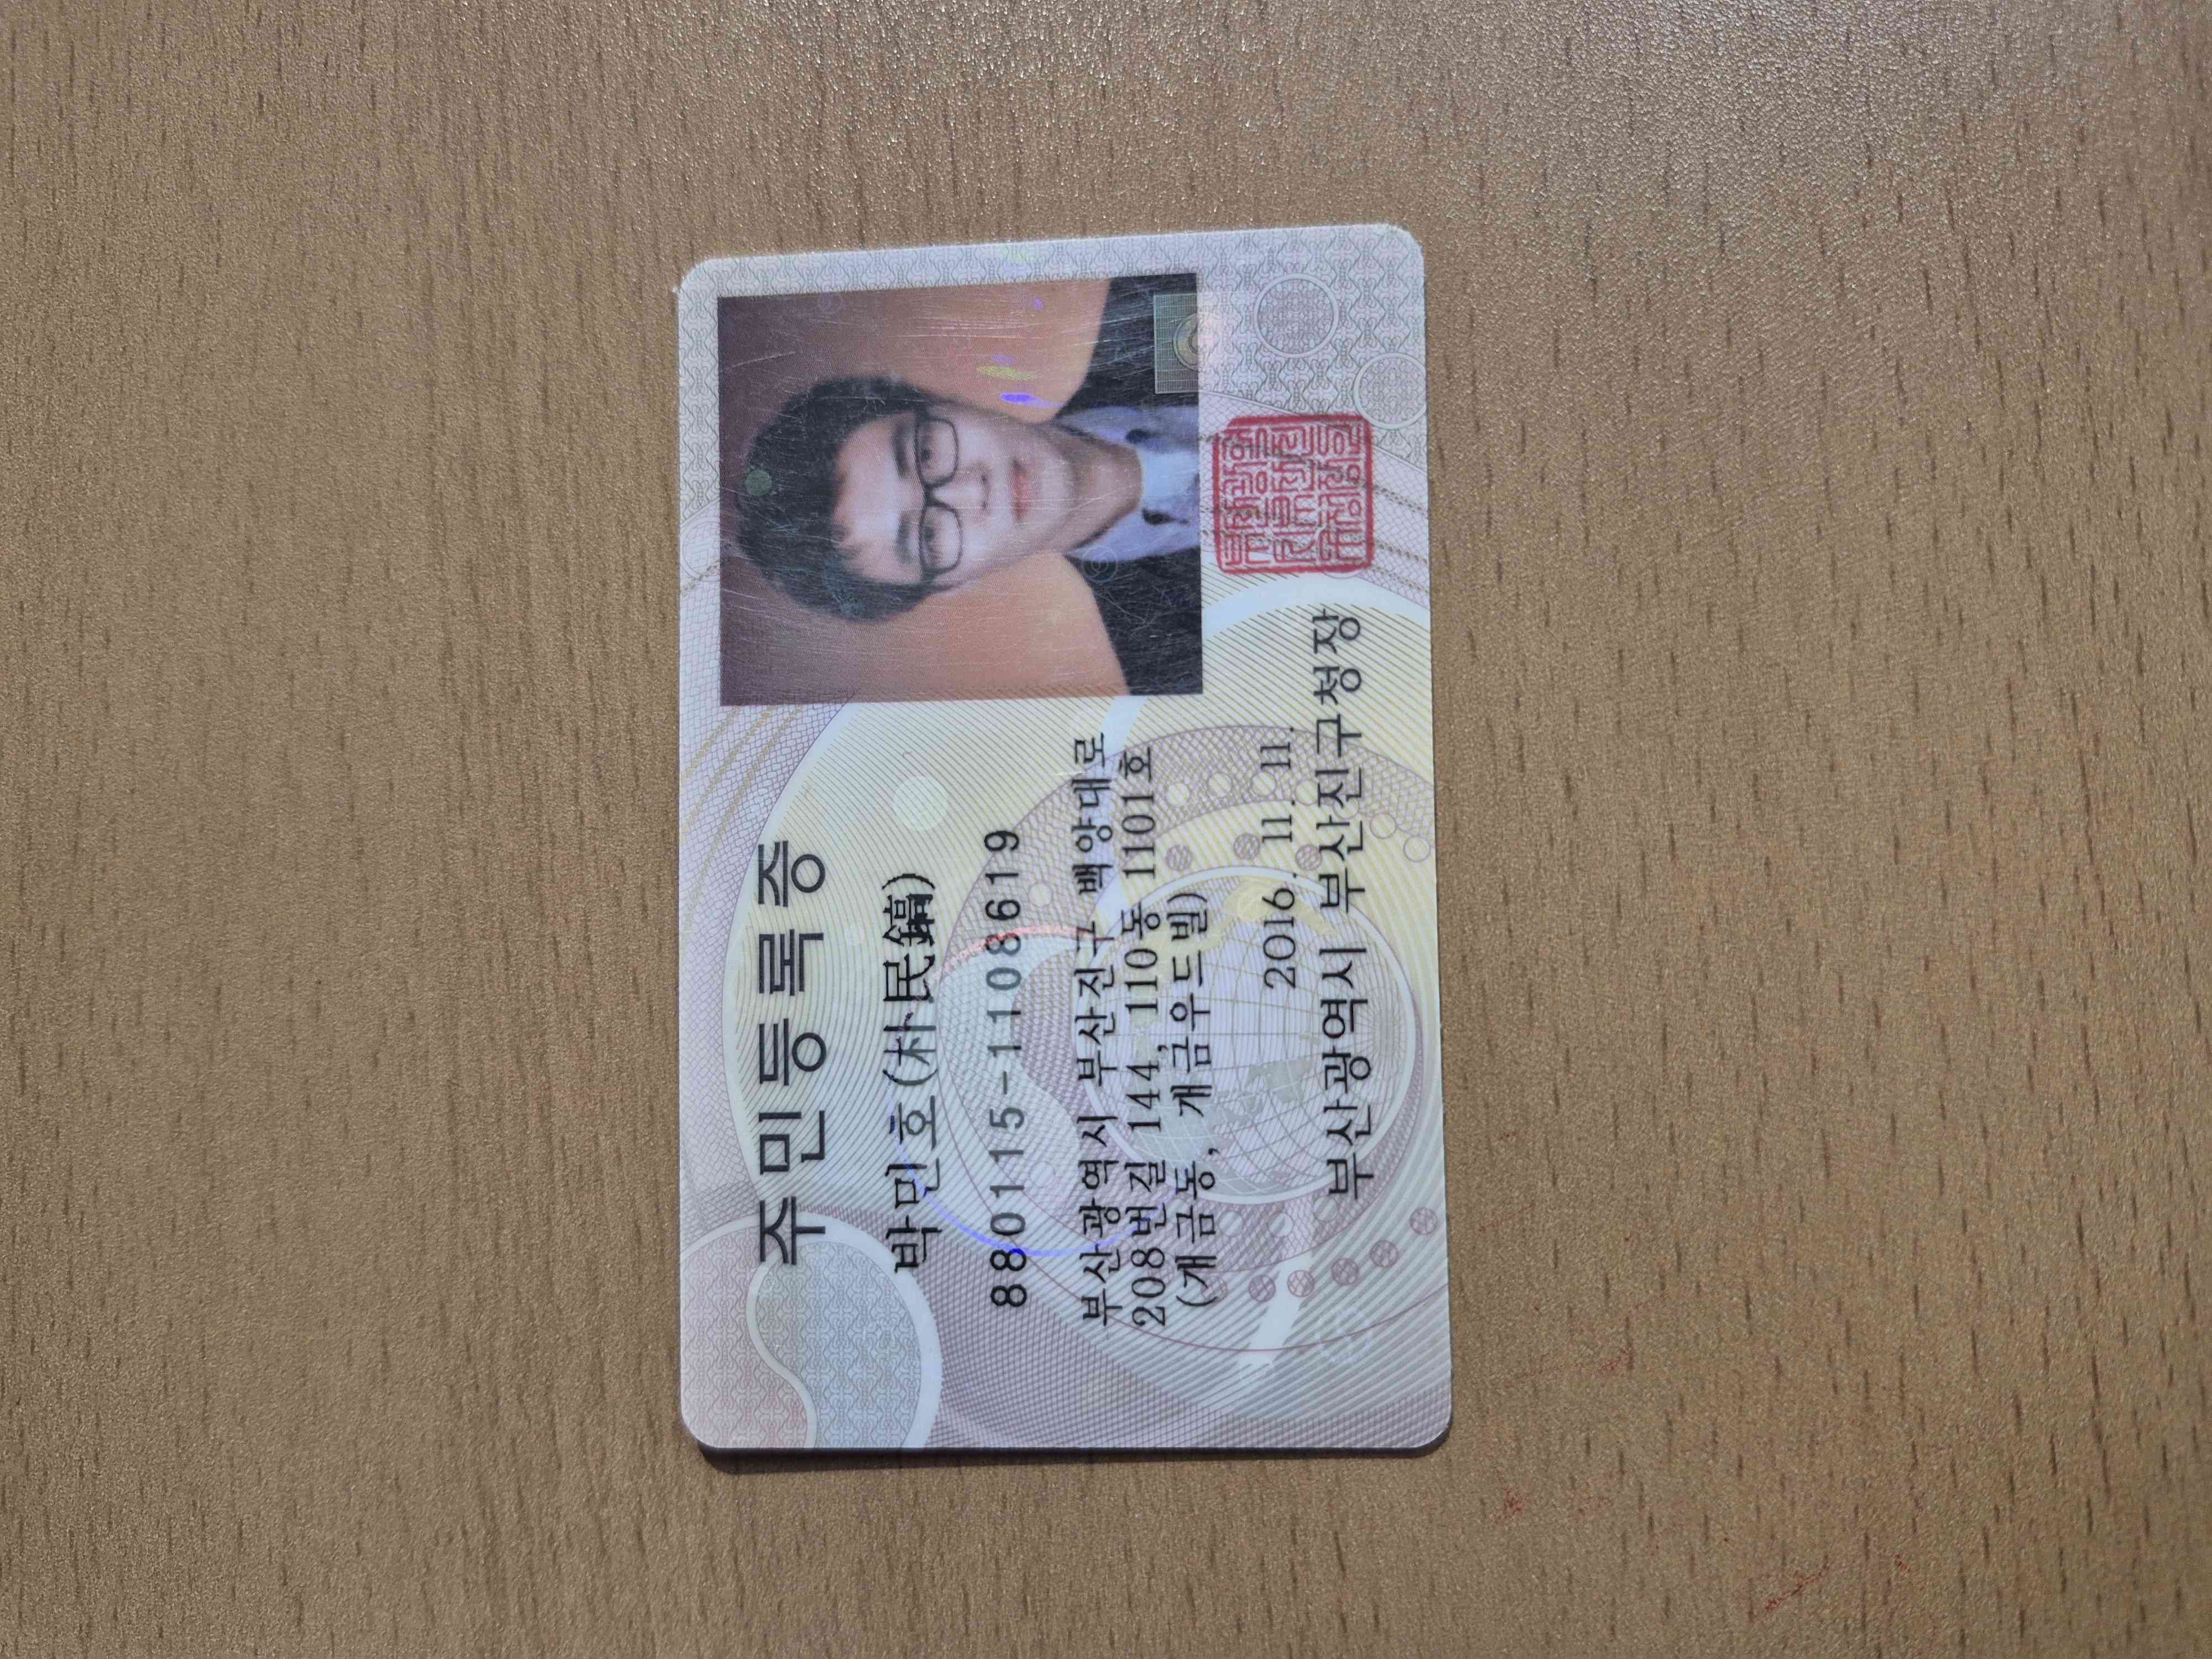 주민등록증
박민호(朴民鎬)
880115-1108619
부산광역시 부산진구 백양대로
208번길 144, 110동 1101호
(개금동, 개금우드빌)
2016. 11. 11.
부산광역시 부산진구청장